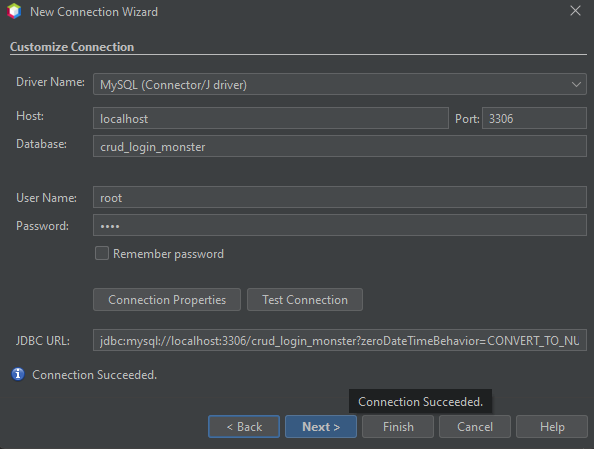 New Connection Wizard
Customize Connection
Driver Name: MySQL (Connector/J driver)
Host: localhost Port: 3306
Database: crud_login_monster
User Name: root
Password: ••••
Remember password
Connection Properties Test Connection
JDBC URL: jdbc:mysql://localhost:3306/crud_login_monster?zeroDateTimeBehavior=CONVERT_TO_NU
Connection Succeeded.
Connection Succeeded.
< Back Next > Finish Cancel Help